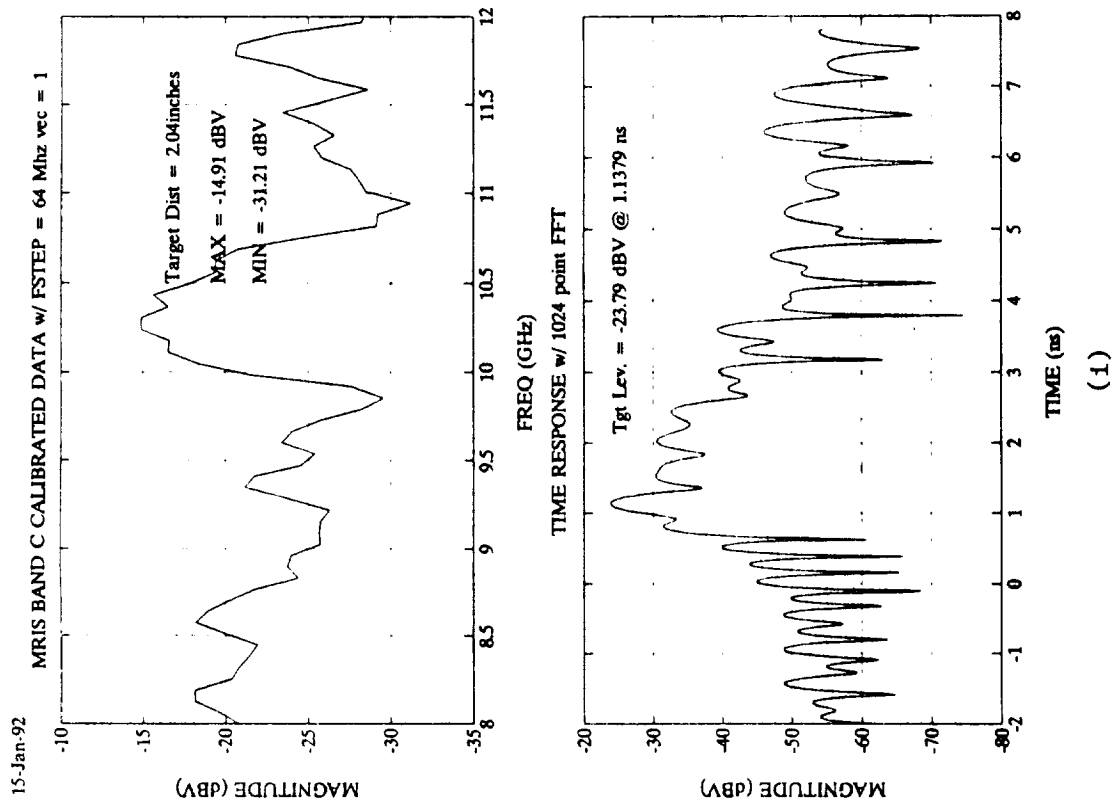 15-Jan-92
MRIS BAND C CALIBRATED DATA w/ FSTEP = 64 Mhz vec = 1
MAGNITUDE (dBV)
-10
-15
-20
-25
-30
-35
Target Dist = 2.04inches
MAX = -14.91 dBV
MIN = -31.21 dBV
8 8.5 9 9.5 10 10.5 11 11.5 12
FREQ (GHz)
TIME RESPONSE w/ 1024 point FFT
MAGNITUDE (dBV)
-20
-30
-40
-50
-60
-70
-80
Tgt Lev. = -23.79 dBV @ 1.1379 ns
-2 -1 0 1 2 3 4 5 6 7 8
TIME (ns)
(i)